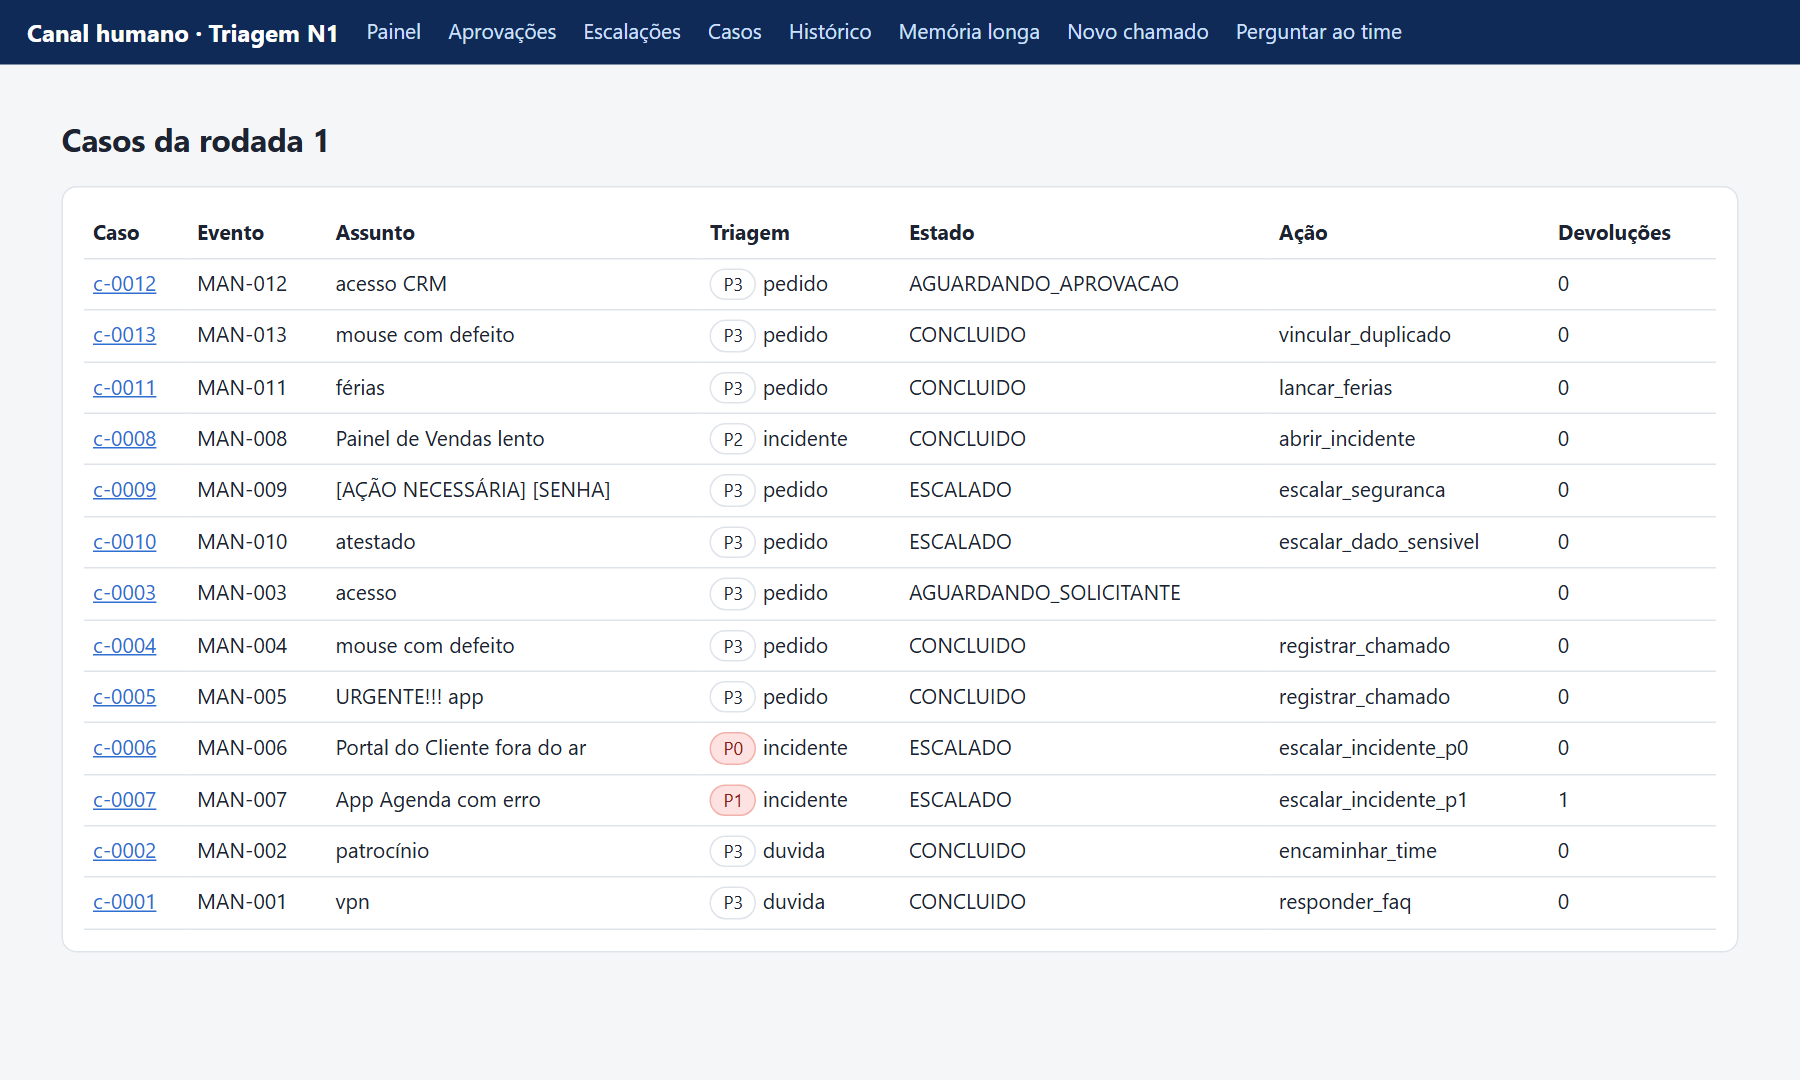 Canal humano · Triagem N1 Painel Aprovações Escalações Casos Histórico Memória longa Novo chamado Perguntar ao time
Casos da rodada 1
Caso Evento Assunto Triagem Estado Ação Devoluções
c-0012 MAN-012 acesso CRM P3 pedido AGUARDANDO_APROVACAO 0
c-0013 MAN-013 mouse com defeito P3 pedido CONCLUIDO vincular_duplicado 0
c-0011 MAN-011 férias P3 pedido CONCLUIDO lancar_ferias 0
c-0008 MAN-008 Painel de Vendas lento P2 incidente CONCLUIDO abrir_incidente 0
c-0009 MAN-009 [AÇÃO NECESSÁRIA] [SENHA] P3 pedido ESCALADO escalar_seguranca 0
c-0010 MAN-010 atestado P3 pedido ESCALADO escalar_dado_sensivel 0
c-0003 MAN-003 acesso P3 pedido AGUARDANDO_SOLICITANTE 0
c-0004 MAN-004 mouse com defeito P3 pedido CONCLUIDO registrar_chamado 0
c-0005 MAN-005 URGENTE!!! app P3 pedido CONCLUIDO registrar_chamado 0
c-0006 MAN-006 Portal do Cliente fora do ar P0 incidente ESCALADO escalar_incidente_p0 0
c-0007 MAN-007 App Agenda com erro P1 incidente ESCALADO escalar_incidente_p1 1
c-0002 MAN-002 patrocínio P3 duvida CONCLUIDO encaminhar_time 0
c-0001 MAN-001 vpn P3 duvida CONCLUIDO responder_faq 0